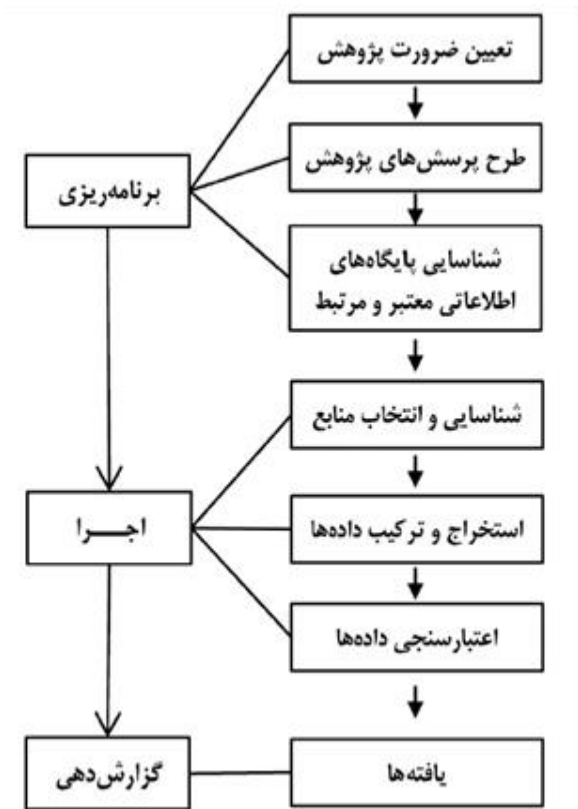 تعیین ضرورت پژوهش
طرح پرسش‌های پژوهش
برنامه‌ریزی
شناسایی پایگاه‌های
اطلاعاتی معتبر و مرتبط
شناسایی و انتخاب منابع
استخراج و ترکیب داده‌ها
اجـــرا
اعتبارسنجی داده‌ها
یافته‌ها
گزارش‌دهی